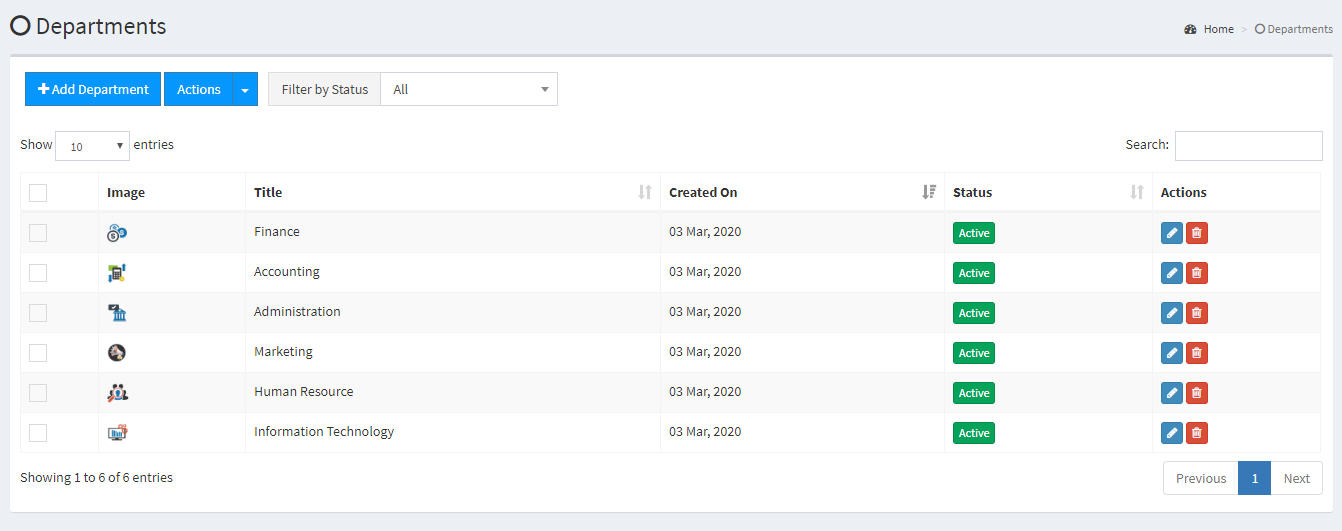 Departments
Home > Departments
Add Department Actions Filter by Status All
Show 10 entries Search:
Image Title Created On Status Actions
Finance 03 Mar, 2020 Active
Accounting 03 Mar, 2020 Active
Administration 03 Mar, 2020 Active
Marketing 03 Mar, 2020 Active
Human Resource 03 Mar, 2020 Active
Information Technology 03 Mar, 2020 Active
Showing 1 to 6 of 6 entries Previous 1 Next